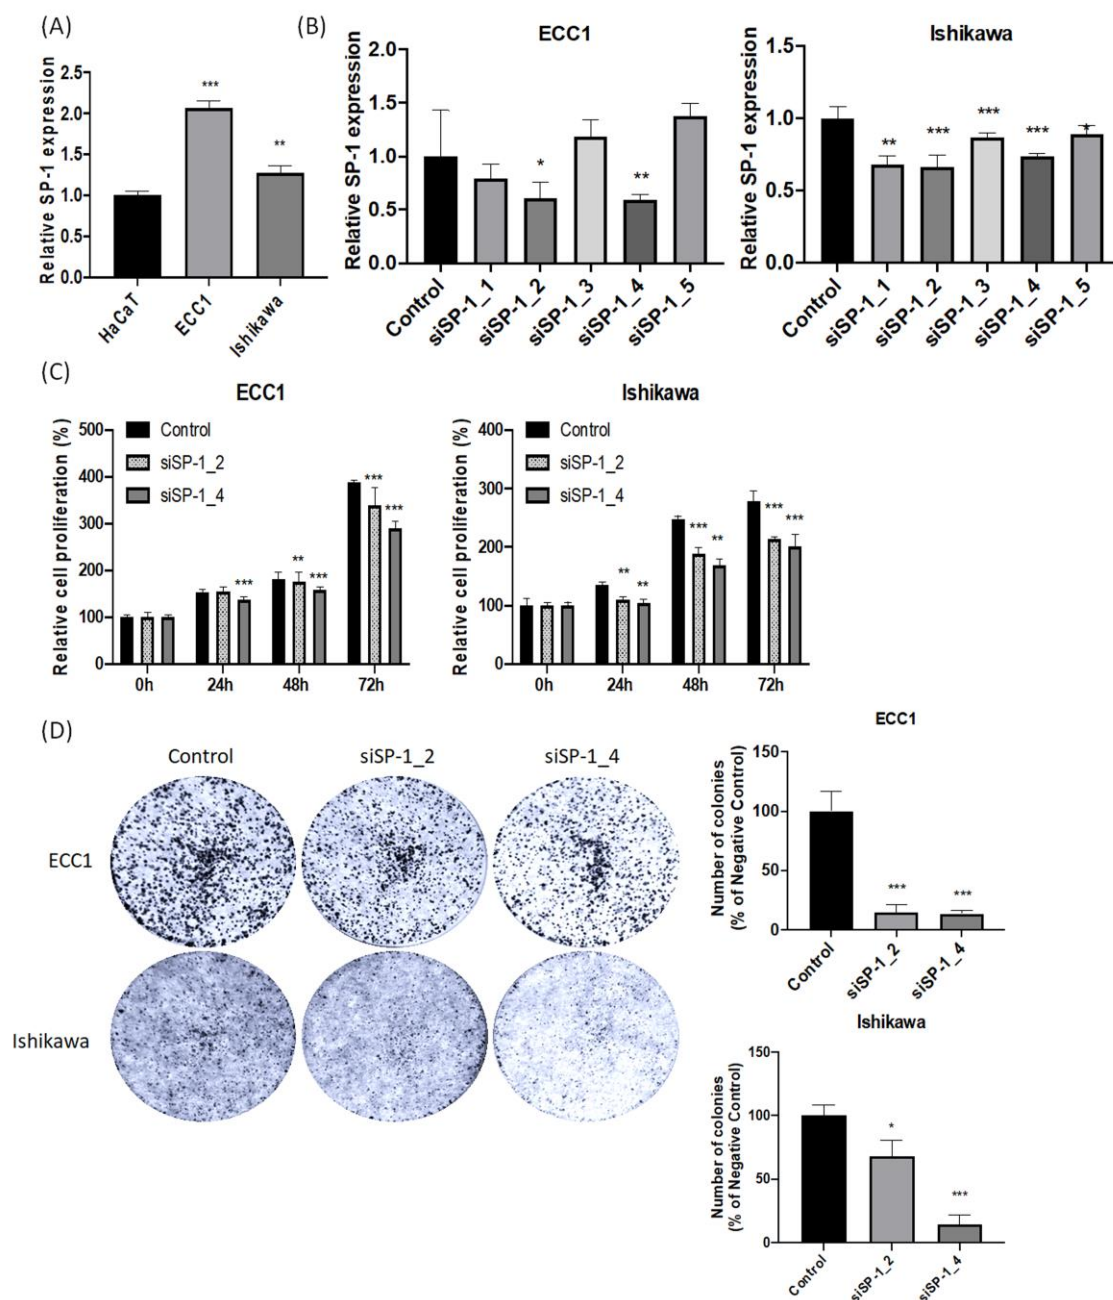 (A)
Relative SP-1 expression
2.5
2.0
1.5
1.0
0.5
0.0
***
**
HaCaT
ECC1
Ishikawa
(B)
ECC1
Relative SP-1 expression
2.0
1.5
1.0
0.5
0.0
*
**
Control
siSP-1_1
siSP-1_2
siSP-1_3
siSP-1_4
siSP-1_5
Ishikawa
Relative SP-1 expression
1.5
1.0
0.5
0.0
**
***
***
***
*
Control
siSP-1_1
siSP-1_2
siSP-1_3
siSP-1_4
siSP-1_5
(C)
ECC1
Relative cell proliferation (%)
500
400
300
200
100
0
Control
siSP-1_2
siSP-1_4
***
**
***
***
***
0h
24h
48h
72h
Ishikawa
Relative cell proliferation (%)
400
300
200
100
0
Control
siSP-1_2
siSP-1_4
**
**
***
**
***
***
0h
24h
48h
72h
(D)
Control
siSP-1_2
siSP-1_4
ECC1
Ishikawa
ECC1
Number of colonies
(% of Negative Control)
150
100
50
0
***
***
Control
siSP-1_2
siSP-1_4
Ishikawa
Number of colonies
(% of Negative Control)
150
100
50
0
*
***
Control
siSP-1_2
siSP-1_4